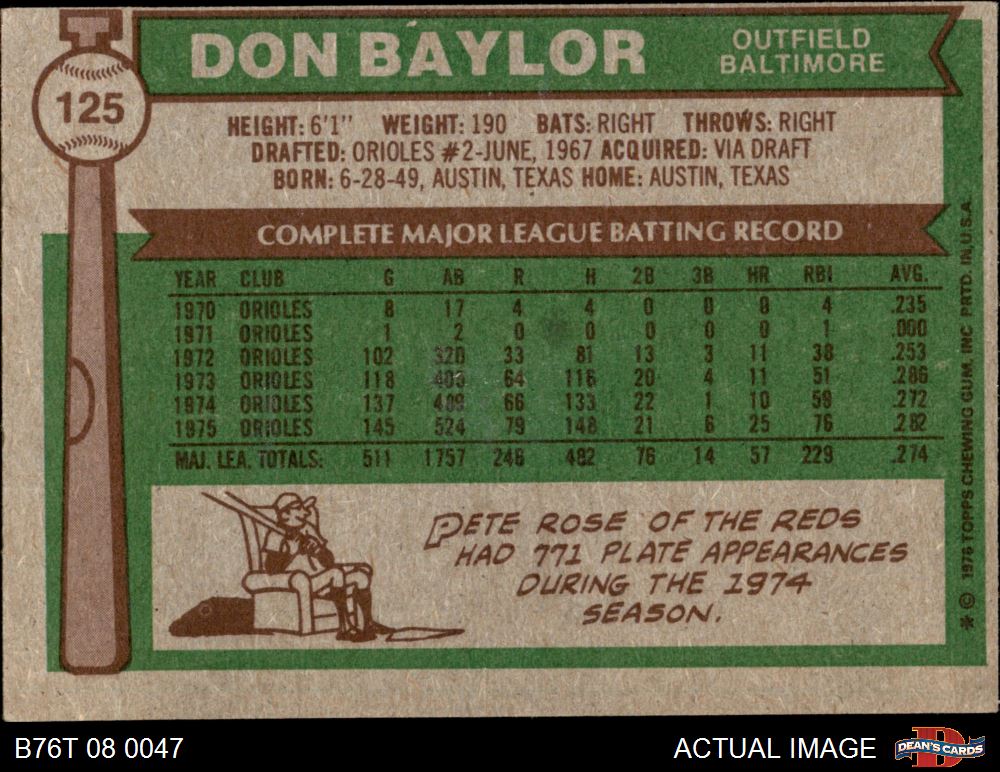 125
DON BAYLOR
OUTFIELD
BALTIMORE
HEIGHT: 6'1" WEIGHT: 190 BATS: RIGHT THROWS: RIGHT
DRAFTED: ORIOLES #2-JUNE, 1967 ACQUIRED: VIA DRAFT
BORN: 6-28-49, AUSTIN, TEXAS HOME: AUSTIN, TEXAS
COMPLETE MAJOR LEAGUE BATTING RECORD
YEAR CLUB G AB R H 2B 3B HR RBI AVG.
1970 ORIOLES 8 17 4 4 0 0 0 4 .235
1971 ORIOLES 1 2 0 0 0 0 0 1 .000
1972 ORIOLES 102 320 33 81 13 3 11 38 .253
1973 ORIOLES 118 405 64 116 20 4 11 51 .286
1974 ORIOLES 137 489 66 133 22 1 10 59 .272
1975 ORIOLES 145 524 79 148 21 6 25 76 .282
MAJ. LEA. TOTALS: 511 1757 246 482 76 14 57 229 .274
PETE ROSE OF THE REDS
HAD 771 PLATE APPEARANCES
DURING THE 1974
SEASON.
* © 1976 TOPPS CHEWING GUM, INC PRTD. IN U.S.A.
B76T 08 0047
ACTUAL IMAGE
D
DEAN'S CARDS